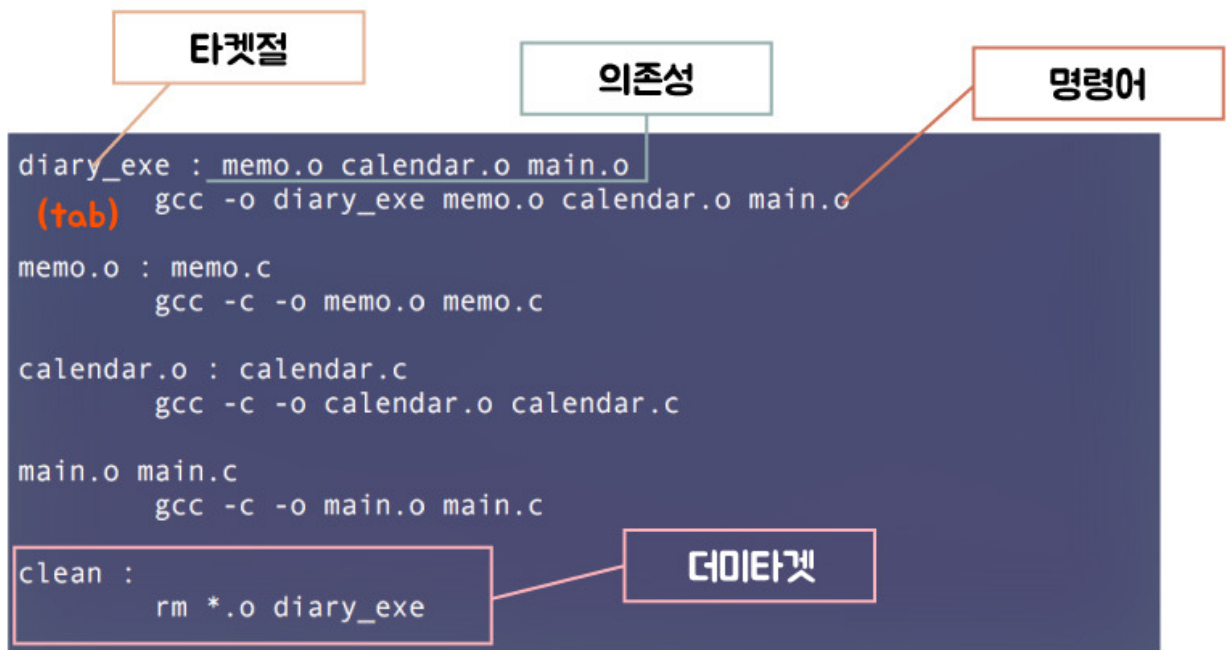 타켓절
의존성
명령어
diary_exe : memo.o calendar.o main.o
(tab) gcc -o diary_exe memo.o calendar.o main.o
memo.o : memo.c
gcc -c -o memo.o memo.c
calendar.o : calendar.c
gcc -c -o calendar.o calendar.c
main.o main.c
gcc -c -o main.o main.c
더미타겟
clean :
rm *.o diary_exe